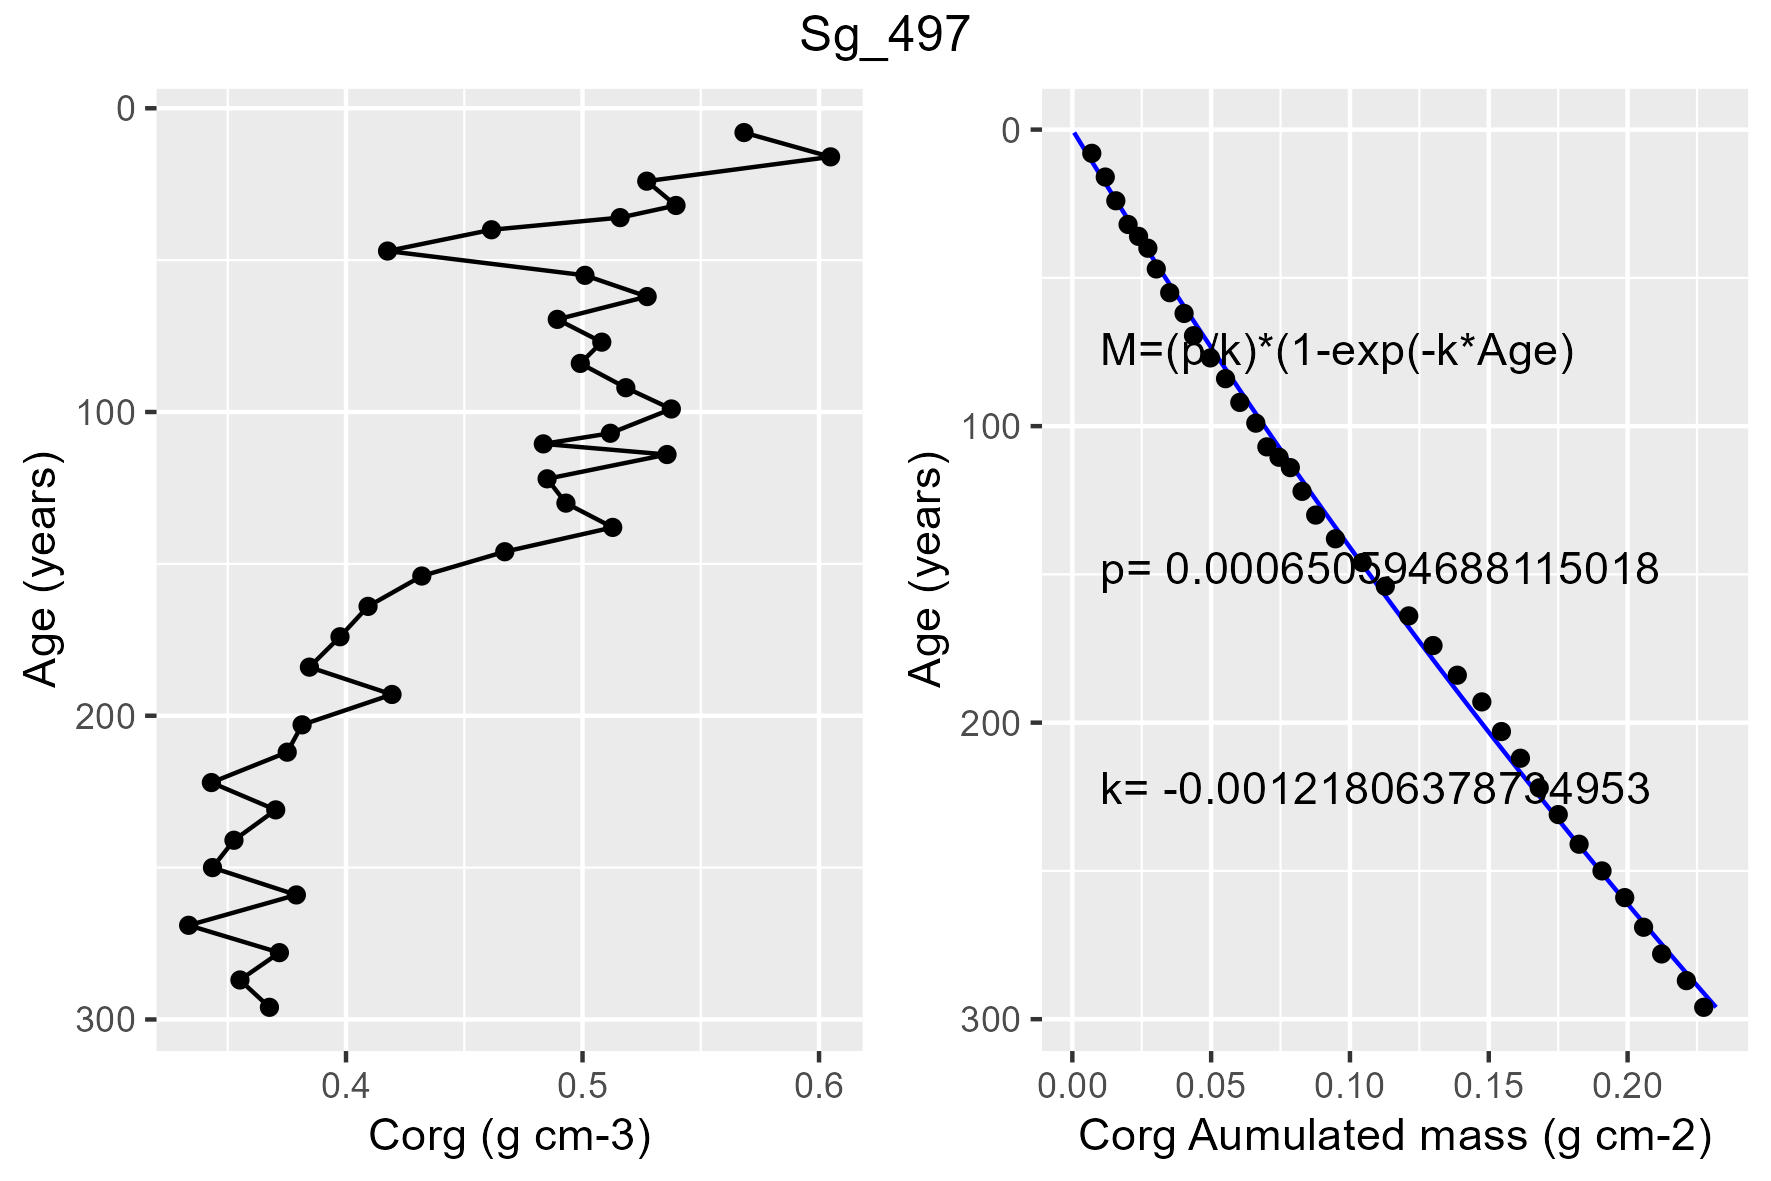 Sg_497
0
100
200
300
Age (years)
0.4 0.5 0.6
Corg (g cm-3)
0
100
200
300
Age (years)
M=(p/k)*(1-exp(-k*Age)
p= 0.000650594688115018
k= -0.00121806378734953
0.00 0.05 0.10 0.15 0.20
Corg Aumulated mass (g cm-2)